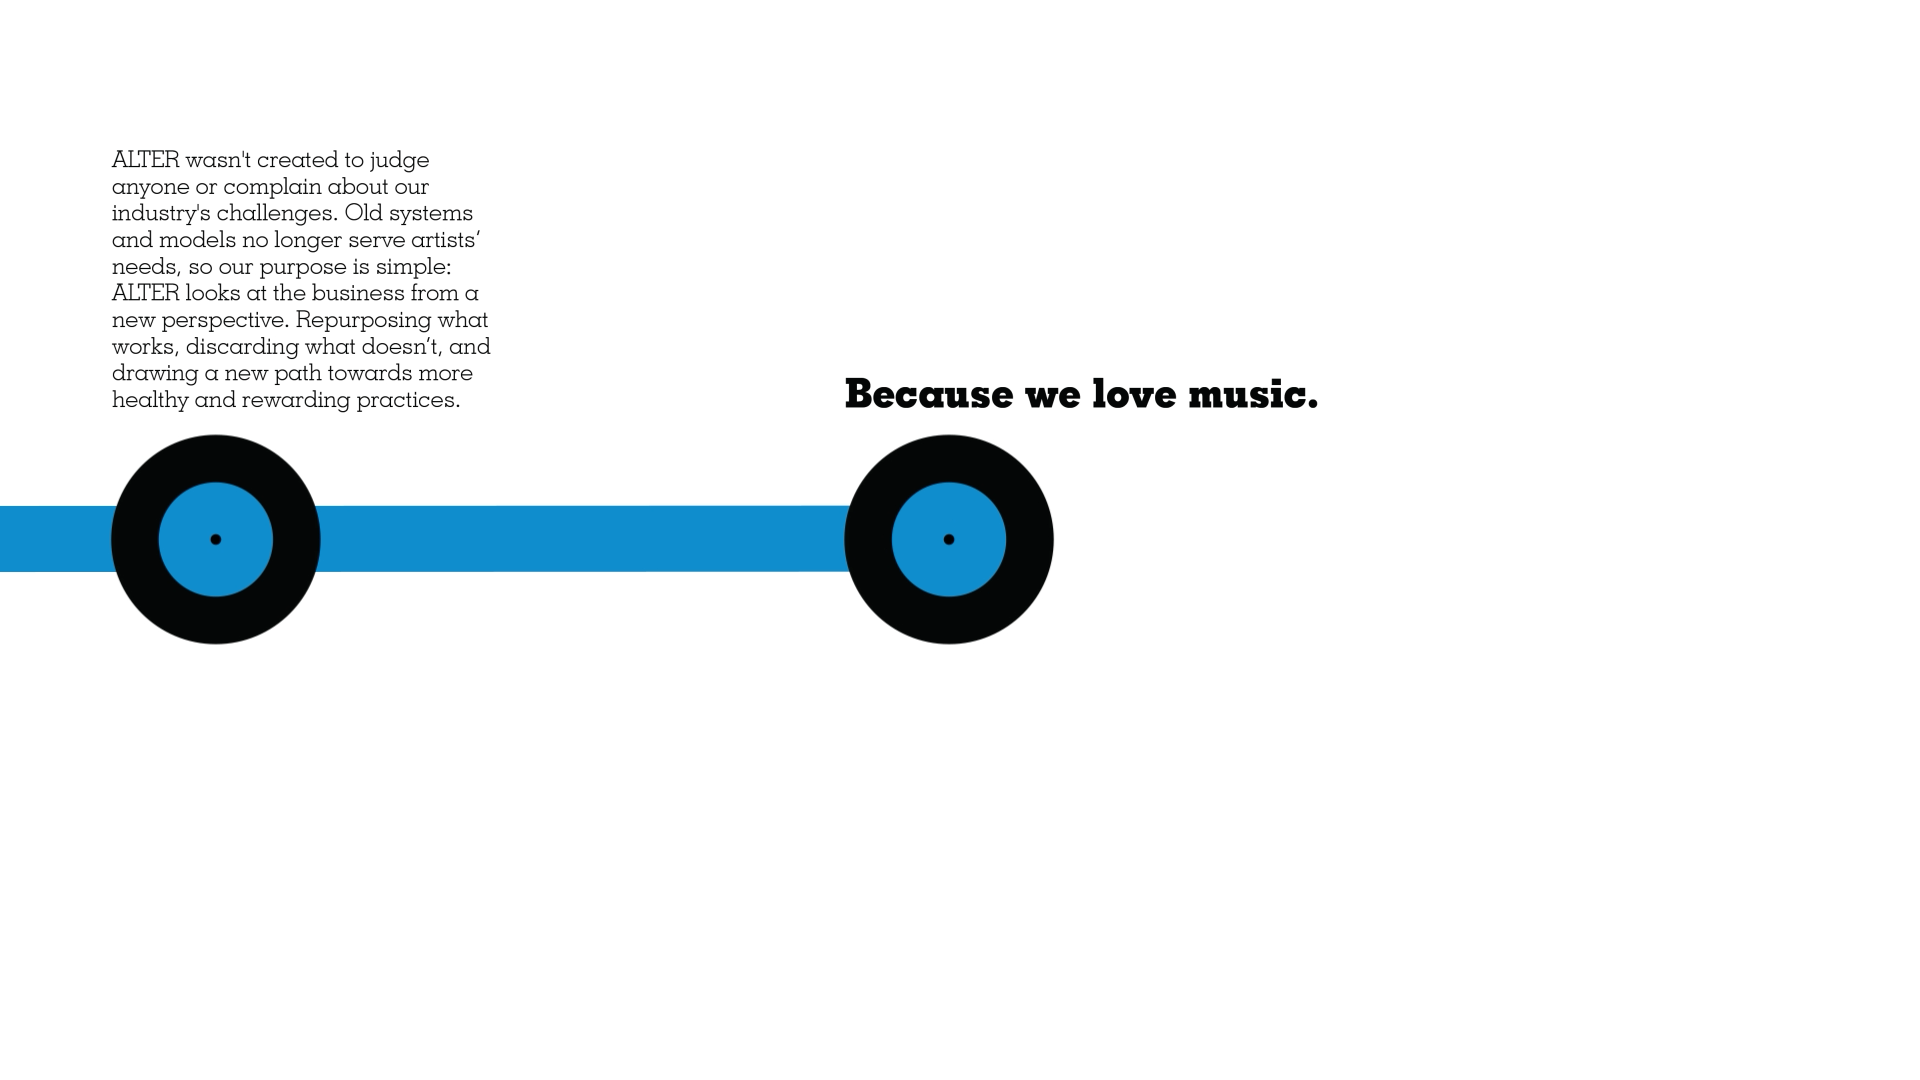 ALTER wasn't created to judge
anyone or complain about our
industry's challenges. Old systems
and models no longer serve artists’
needs, so our purpose is simple:
ALTER looks at the business from a
new perspective. Repurposing what
works, discarding what doesn’t, and
drawing a new path towards more
healthy and rewarding practices.
Because we love music.